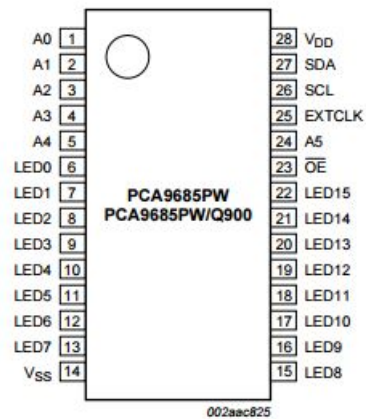 A0 1 28 VDD
A1 2 27 SDA
A2 3 26 SCL
A3 4 25 EXTCLK
A4 5 24 A5
LED0 6 23 O̅E̅
LED1 7 22 LED15
PCA9685PW
PCA9685PW/Q900
LED2 8 21 LED14
LED3 9 20 LED13
LED4 10 19 LED12
LED5 11 18 LED11
LED6 12 17 LED10
LED7 13 16 LED9
VSS 14 15 LED8
002aac825